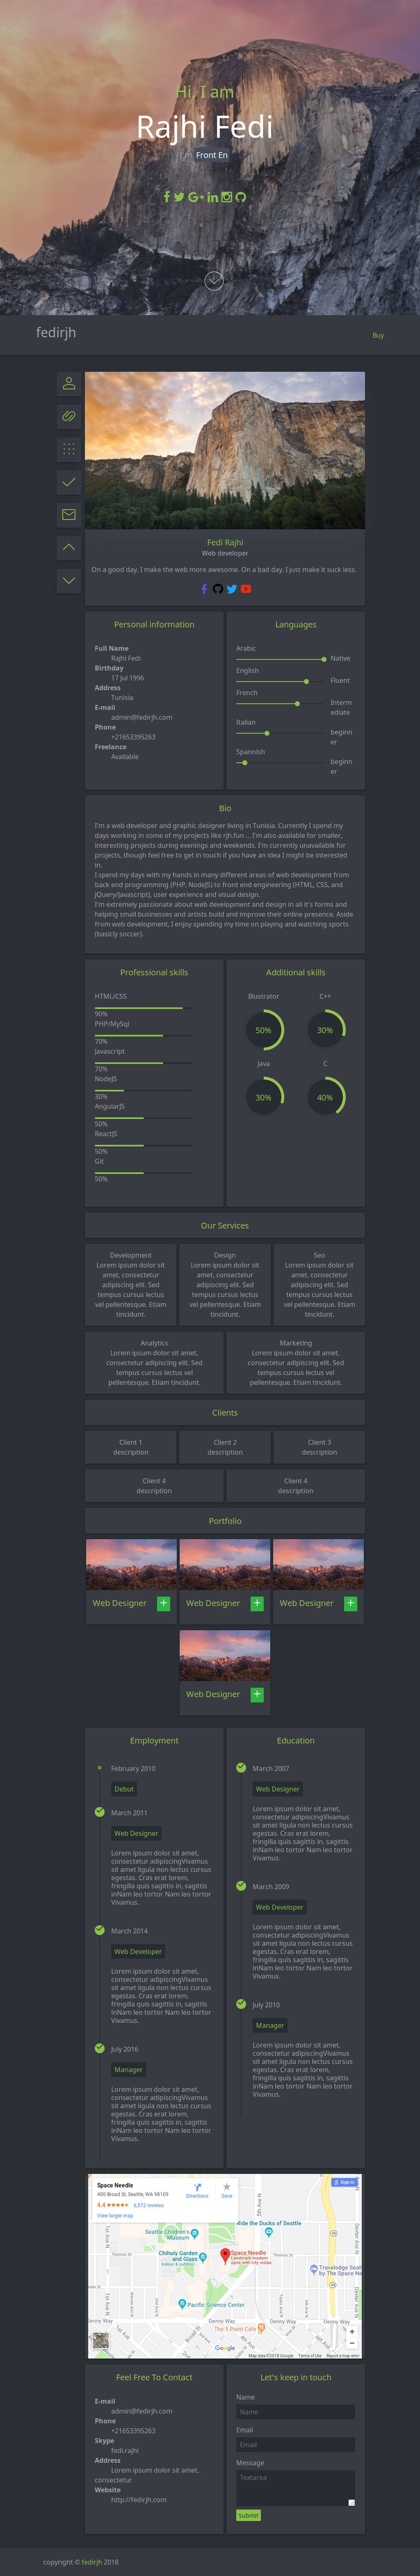 Hi, I am
Rajhi Fedi
I'm Front En
fedirjh
Buy
Fedi Rajhi
Web developer
On a good day, I make the web more awesome. On a bad day, I just make it suck less.
Personal information
Full Name
Rajhi Fedi
Birthday
17 Jul 1996
Address
Tunisia
E-mail
admin@fedirjh.com
Phone
+21653395263
Freelance
Available
Languages
Arabic
Native
English
Fluent
French
Interm
ediate
Italian
beginn
er
Spannish
beginn
er
Bio
I'm a web developer and graphic designer living in Tunisia. Currently I spend my
days working in some of my projects like rjh.fun ... I'm also available for smaller,
interesting projects during evenings and weekends. I'm currently unavailable for
projects, though feel free to get in touch if you have an idea I might be interested
in.
I spend my days with my hands in many different areas of web development from
back end programming (PHP, NodeJS) to front end engineering (HTML, CSS, and
jQuery/Javascript), user experience and visual design.
I'm extremely passionate about web development and design in all it's forms and
helping small businesses and artists build and improve their online presence. Aside
from web development, I enjoy spending my time on playing and watching sports
(basicly soccer).
Professional skills
HTML/CSS
90%
PHP/MySql
70%
Javascript
70%
NodeJS
30%
AngularJS
50%
ReactJS
50%
Git
50%
Additional skills
Illustrator
C++
50%
30%
Java
C
30%
40%
Our Services
Development
Lorem ipsum dolor sit
amet, consectetur
adipiscing elit. Sed
tempus cursus lectus
vel pellentesque. Etiam
tincidunt.
Design
Lorem ipsum dolor sit
amet, consectetur
adipiscing elit. Sed
tempus cursus lectus
vel pellentesque. Etiam
tincidunt.
Seo
Lorem ipsum dolor sit
amet, consectetur
adipiscing elit. Sed
tempus cursus lectus
vel pellentesque. Etiam
tincidunt.
Analytics
Lorem ipsum dolor sit amet,
consectetur adipiscing elit. Sed
tempus cursus lectus vel
pellentesque. Etiam tincidunt.
Marketing
Lorem ipsum dolor sit amet,
consectetur adipiscing elit. Sed
tempus cursus lectus vel
pellentesque. Etiam tincidunt.
Clients
Client 1
description
Client 2
description
Client 3
description
Client 4
description
Client 4
description
Portfolio
Web Designer
Web Designer
Web Designer
Web Designer
Employment
February 2010
Debut
March 2011
Web Designer
Lorem ipsum dolor sit amet,
consectetur adipiscingVivamus
sit amet ligula non lectus cursus
egestas. Cras erat lorem,
fringilla quis sagittis in, sagittis
inNam leo tortor Nam leo tortor
Vivamus.
March 2014
Web Developer
Lorem ipsum dolor sit amet,
consectetur adipiscingVivamus
sit amet ligula non lectus cursus
egestas. Cras erat lorem,
fringilla quis sagittis in, sagittis
inNam leo tortor Nam leo tortor
Vivamus.
July 2016
Manager
Lorem ipsum dolor sit amet,
consectetur adipiscingVivamus
sit amet ligula non lectus cursus
egestas. Cras erat lorem,
fringilla quis sagittis in, sagittis
inNam leo tortor Nam leo tortor
Vivamus.
Education
March 2007
Web Designer
Lorem ipsum dolor sit amet,
consectetur adipiscingVivamus
sit amet ligula non lectus cursus
egestas. Cras erat lorem,
fringilla quis sagittis in, sagittis
inNam leo tortor Nam leo tortor
Vivamus.
March 2009
Web Developer
Lorem ipsum dolor sit amet,
consectetur adipiscingVivamus
sit amet ligula non lectus cursus
egestas. Cras erat lorem,
fringilla quis sagittis in, sagittis
inNam leo tortor Nam leo tortor
Vivamus.
July 2010
Manager
Lorem ipsum dolor sit amet,
consectetur adipiscingVivamus
sit amet ligula non lectus cursus
egestas. Cras erat lorem,
fringilla quis sagittis in, sagittis
inNam leo tortor Nam leo tortor
Vivamus.
Space Needle
400 Broad St, Seattle, WA 98109
4.4
6,572 reviews
View larger map
Directions
Save
Sign in
Ride the Ducks of Seattle
Seattle Children's
Museum
Chihuly Garden
and Glass
Space Needle
Landmark modern
spire with city vistas
Travelodge Seat
by The Space Ne
Thomas St
Pacific Science Center
Denny Way
Denny Way
The 5 Point Cafe
Google
Map data ©2018 Google
Terms of Use
Report a map error
Feel Free To Contact
E-mail
admin@fedirjh.com
Phone
+21653395263
Skype
fedi.rajhi
Address
Lorem ipsum dolor sit amet,
consectetur
Website
http://fedirjh.com
Let's keep in touch
Name
Name
Email
Email
Message
Textarea
Submit
copyright © fedirjh 2018